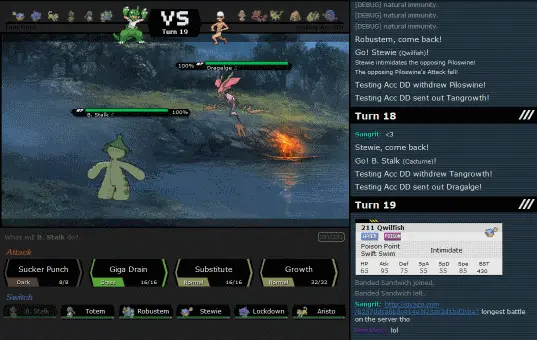 VS
Turn 19
100%
Dragalge
B. Stalk
100%
What will B. Stalk do?
Attack
Sucker Punch
Dark 8/8
Giga Drain
Grass 16/16
Substitute
Normal 16/16
Growth
Normal 32/32
Switch
B. Stalk
Totem
Robustem
Stewie
Lockdown
Aristo
[DEBUG] natural immunity.
[DEBUG] natural immunity.
[DEBUG] natural immunity.
Robustem, come back!
Go! Stewie (Qwilfish)!
Stewie intimidates the opposing Piloswine!
The opposing Piloswine's Attack fell!
Testing Acc DD withdrew Piloswine!
Testing Acc DD sent out Tangrowth!
Turn 18
Sangrit: <3
Stewie, come back!
Go! B. Stalk (Cacturne)!
Testing Acc DD withdrew Tangrowth!
Testing Acc DD sent out Dragalge!
Turn 19
211 Qwilfish
WATER POISON
Poison Point
Swift Swim
Intimidate
HP Atk Def SpA SpD Spe BST
65 95 75 55 55 85 430
Banded Sandwich joined.
Banded Sandwich left.
longest battle
on the server tho
lol